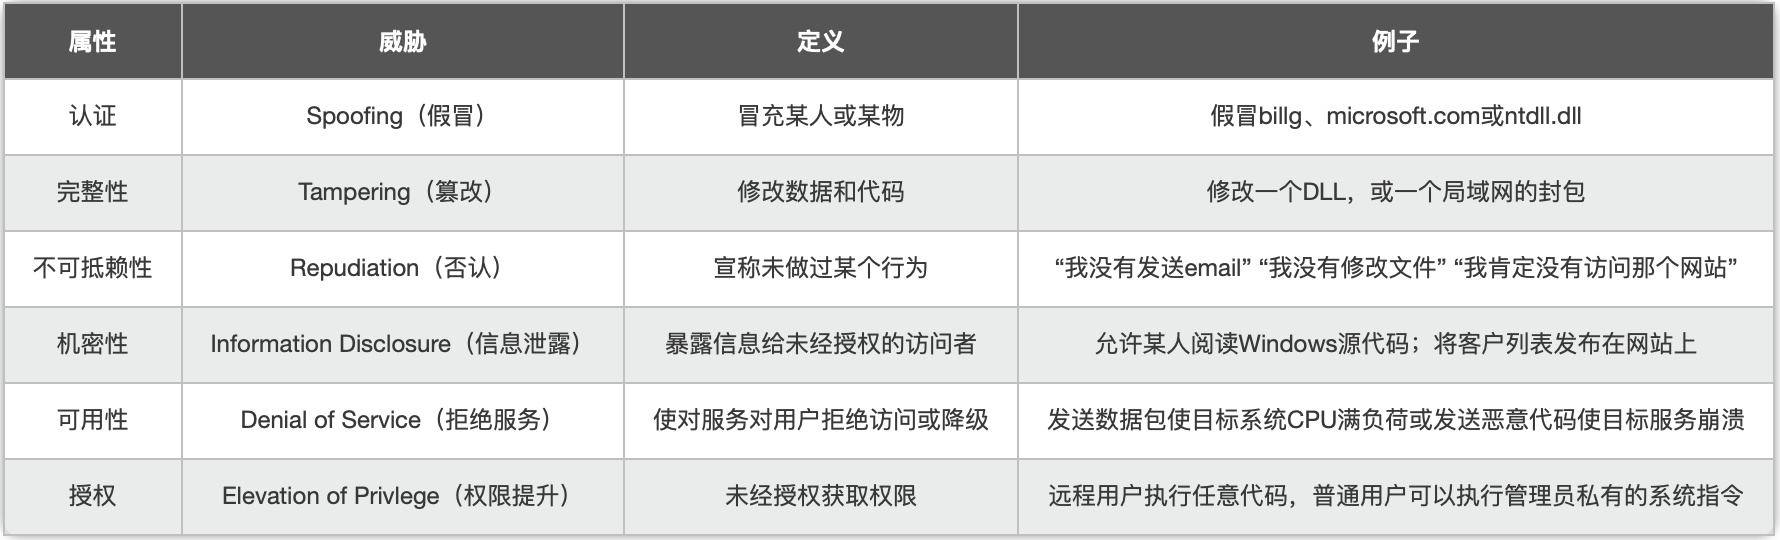 属性 威胁 定义 例子
认证 Spoofing（假冒） 冒充某人或某物 假冒billg、microsoft.com或ntdll.dll
完整性 Tampering（篡改） 修改数据和代码 修改一个DLL，或一个局域网的封包
不可抵赖性 Repudiation（否认） 宣称未做过某个行为 “我没有发送email” “我没有修改文件” “我肯定没有访问那个网站”
机密性 Information Disclosure（信息泄露） 暴露信息给未经授权的访问者 允许某人阅读Windows源代码；将客户列表发布在网站上
可用性 Denial of Service（拒绝服务） 使对服务对用户拒绝访问或降级 发送数据包使目标系统CPU满负荷或发送恶意代码使目标服务崩溃
授权 Elevation of Privlege（权限提升） 未经授权获取权限 远程用户执行任意代码，普通用户可以执行管理员私有的系统指令